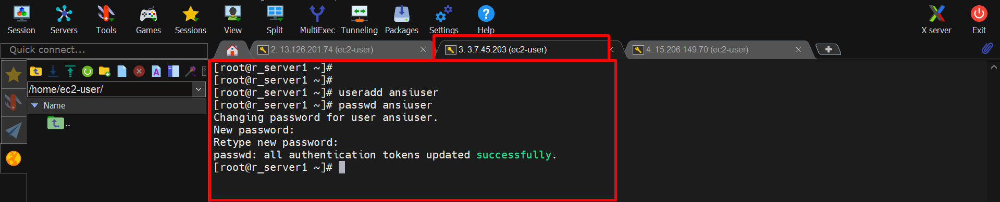 Session Servers Tools Games Sessions View Split MultiExec Tunneling Packages Settings Help X server Exit
Quick connect...
2. 13.126.201.74 (ec2-user)
3. 3.7.45.203 (ec2-user)
4. 15.206.149.70 (ec2-user)
/home/ec2-user/
Name
..
[root@r_server1 ~]#
[root@r_server1 ~]#
[root@r_server1 ~]# useradd ansiuser
[root@r_server1 ~]# passwd ansiuser
Changing password for user ansiuser.
New password:
Retype new password:
passwd: all authentication tokens updated successfully.
[root@r_server1 ~]#